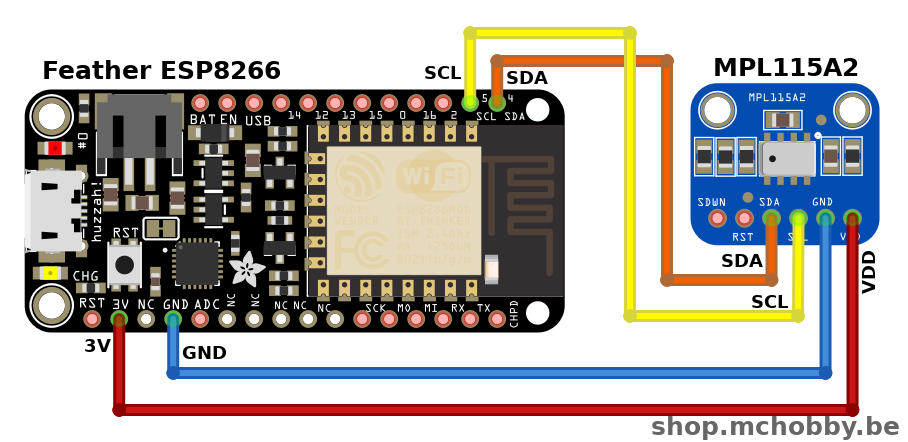 Feather ESP8266
MPL115A2
SCL
SDA
5
4
BAT EN USB
14 12 13 15 0 16 2 SCL SDA
MPL115A2
#0
huzzah!
WiFi
FC
RST
CHG
SDWN SDA GND
RST SCL VDD
SDA
SCL
VDD
RST 3V NC GND ADC NC NC NC NC NC SCK MO MI RX TX CHPD
3V
GND
shop.mchobby.be